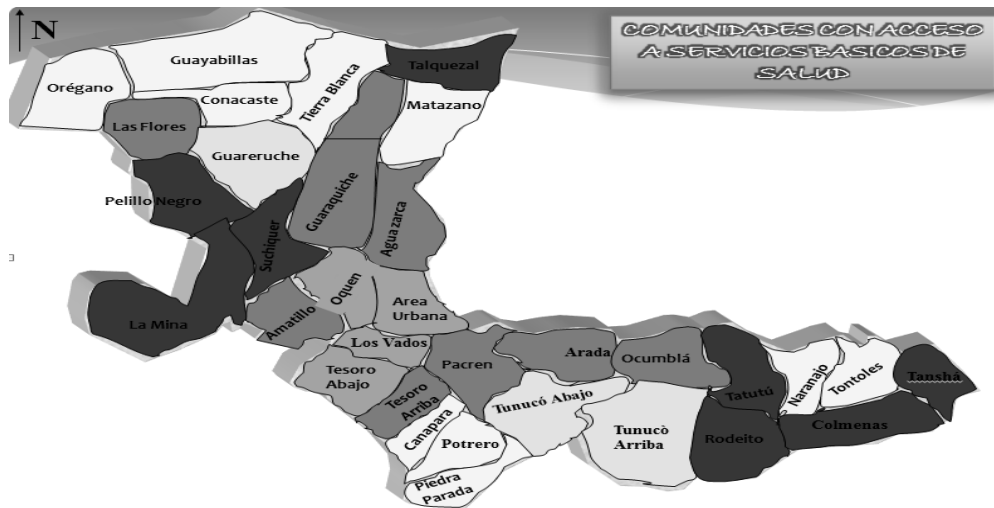 N
COMUNIDADES CON ACCESO
A SERVICIOS BASICOS DE
SALUD
Guayabillas
Talquezal
Orégano
Conacaste
Tierra Blanca
Matazano
Las Flores
Guareruche
Pelillo Negro
Guaraquiche
Aguazarca
Suchiquer
Oquen
Area
Urbana
La Mina
Amatillo
Los Vados
Arada
Ocumblá
Pacren
Tesoro
Abajo
Tesoro
Arriba
Tunucó Abajo
Tatutú
Naranjo
Tontoles
Tanshá
Canapara
Potrero
Tunucò
Arriba
Rodeito
Colmenas
Piedra
Parada